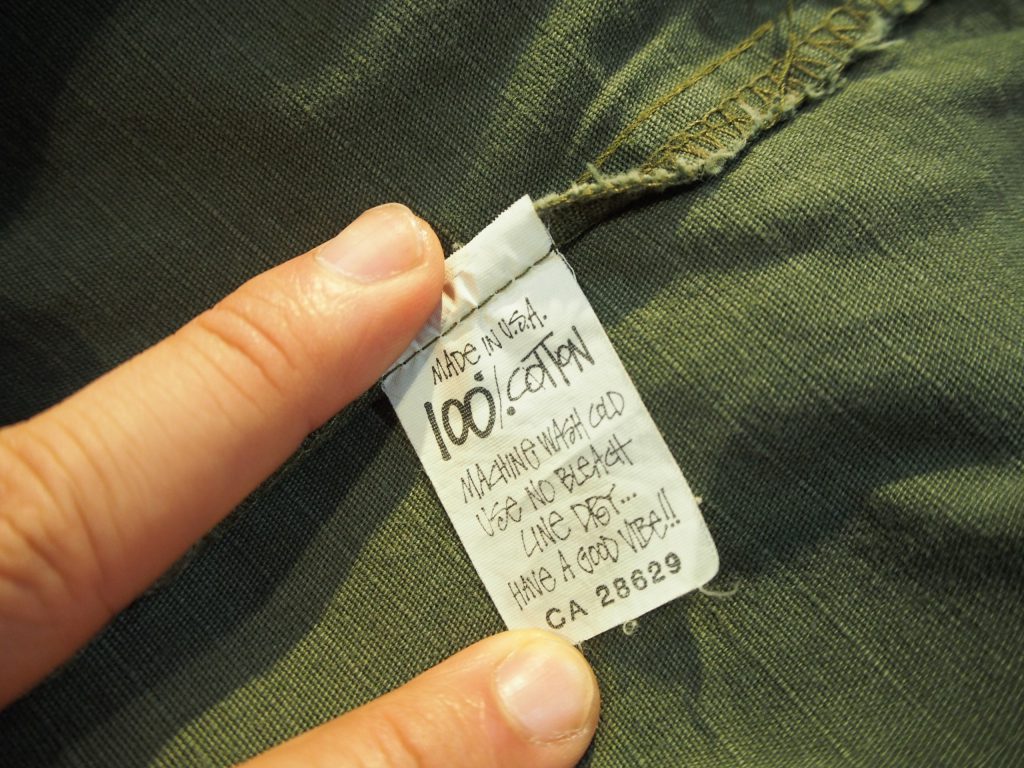 MADE IN U.S.A.
100% COTTON
MACHINE WASH COLD
USE NO BLEACH
LINE DRY...
HAVE A GOOD VIBE!!
CA 28629